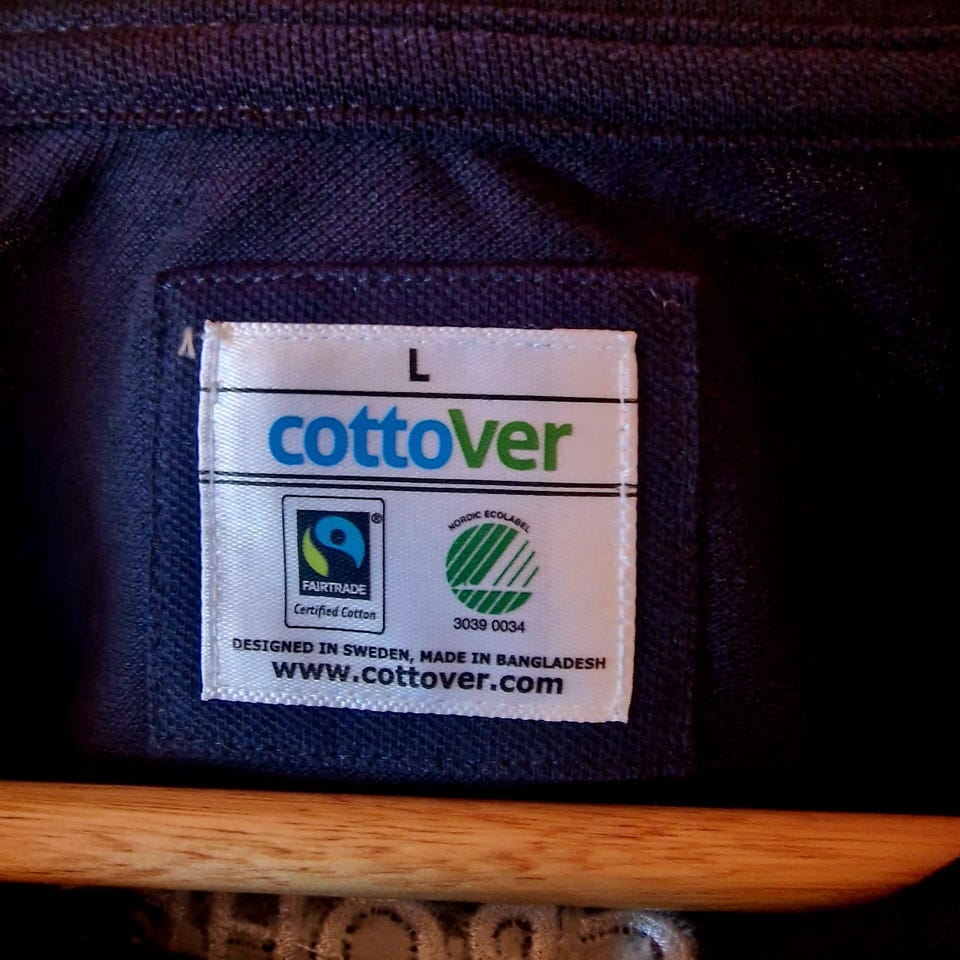 L
cottoVer
®
FAIRTRADE
Certified Cotton
NORDIC ECOLABEL
3039 0034
DESIGNED IN SWEDEN, MADE IN BANGLADESH
www.cottover.com